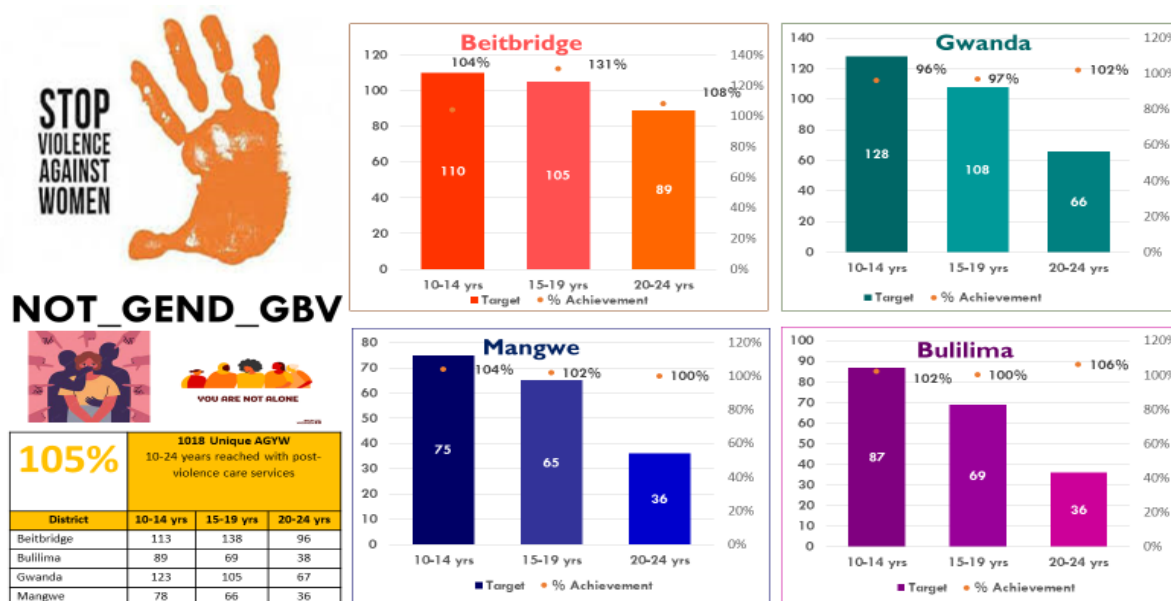 STOP
VIOLENCE
AGAINST
WOMEN
NOT_GEND_GBV
YOU ARE NOT ALONE
105%
1018 Unique AGYW
10-24 years reached with post-
violence care services
District 10-14 yrs 15-19 yrs 20-24 yrs
Beitbridge 113 138 96
Bulilima 89 69 38
Gwanda 123 105 67
Mangwe 78 66 36
Beitbridge
120 140%
100 120%
80 100%
60 80%
40 60%
20 40%
0 20%
0%
104% 131% 108%
110 105 89
10-14 yrs 15-19 yrs 20-24 yrs
Target % Achievement
Gwanda
140 120%
120 100%
100 80%
80 60%
60 40%
40 20%
20 0%
0
96% 97% 102%
128 108 66
10-14 yrs 15-19 yrs 20-24 yrs
Target % Achievement
Mangwe
80 120%
70 100%
60 80%
50 60%
40 40%
30 20%
20 0%
10
0
104% 102% 100%
75 65 36
10-14 yrs 15-19 yrs 20-24 yrs
Target % Achievement
Bulilima
100 120%
90 100%
80 80%
70 60%
60 40%
50 20%
40 0%
30
20
10
0
102% 100% 106%
87 69 36
10-14 yrs 15-19 yrs 20-24 yrs
Target % Achievement